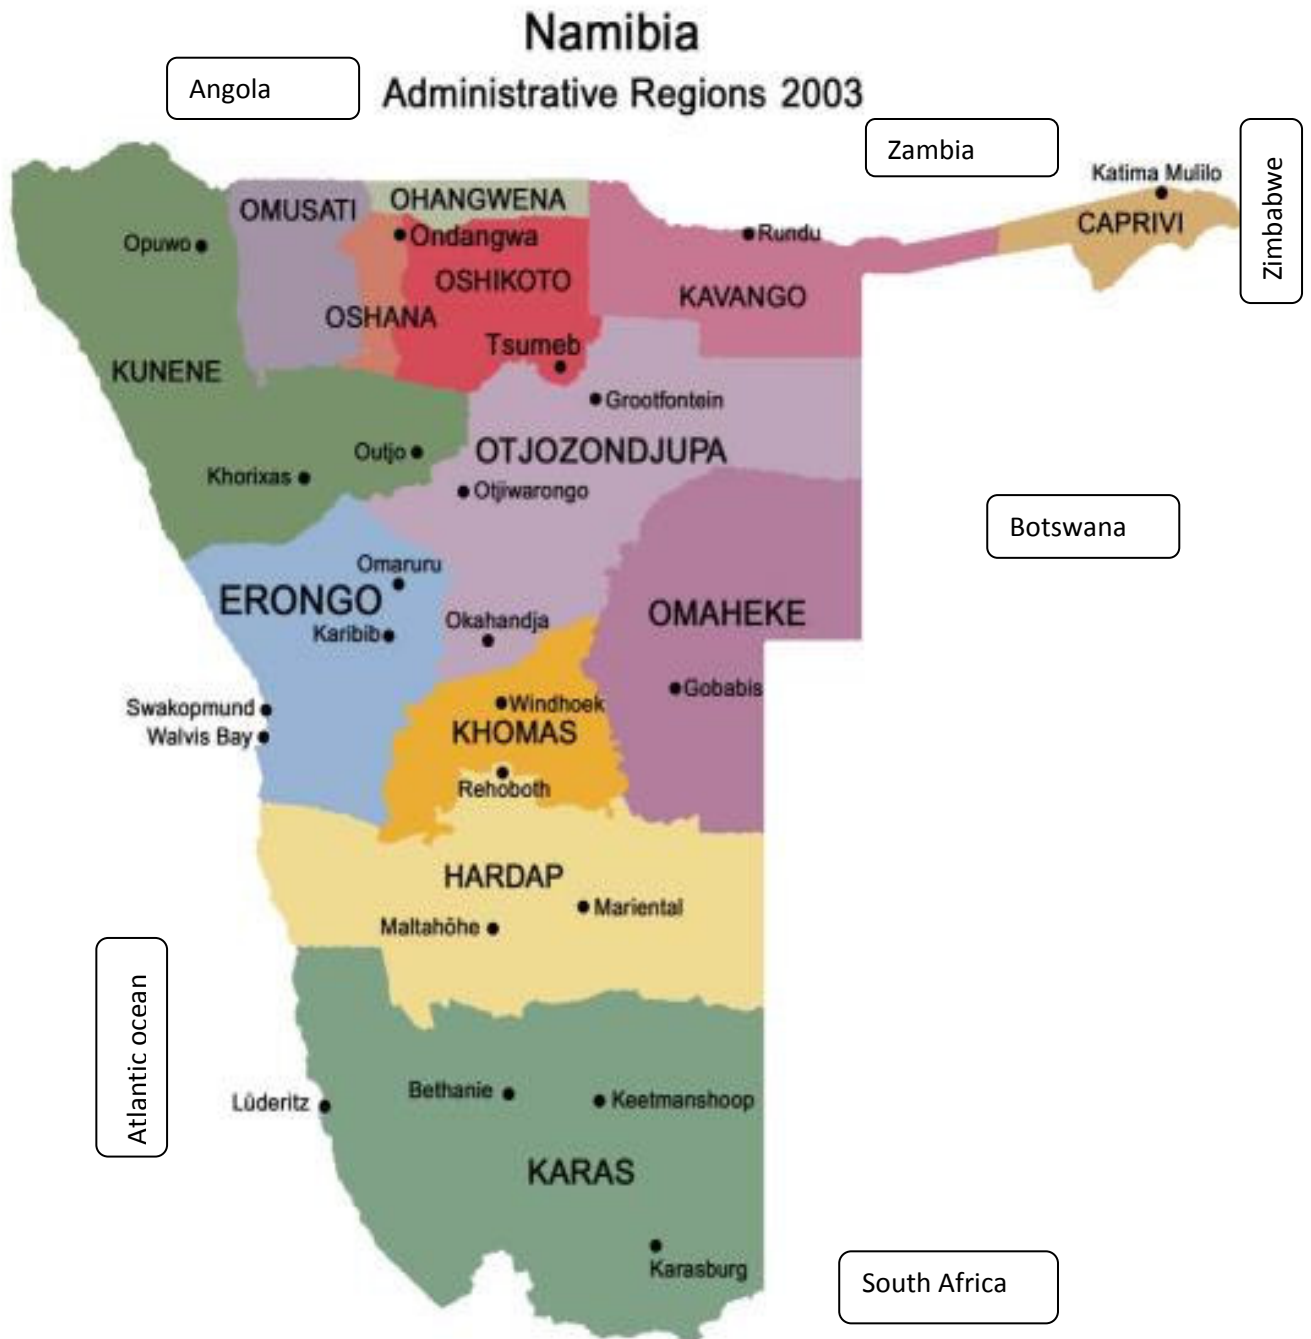 Namibia
Administrative Regions 2003
Angola
Zambia
Zimbabwe
Katima Mulilo
CAPRIVI
OHANGWENA
OMUSATI
Opuwo
Ondangwa
Rundu
OSHIKOTO
KAVANGO
OSHANA
Tsumeb
KUNENE
Grootfontein
Outjo
OTJOZONDJUPA
Khorixas
Otjiwarongo
Botswana
Omaruru
ERONGO
OMAHEKE
Okahandja
Karibib
Gobabis
Swakopmund
Windhoek
Walvis Bay
KHOMAS
Rehoboth
HARDAP
Mariental
Maltahöhe
Atlantic ocean
Lüderitz
Bethanie
Keetmanshoop
KARAS
Karasburg
South Africa